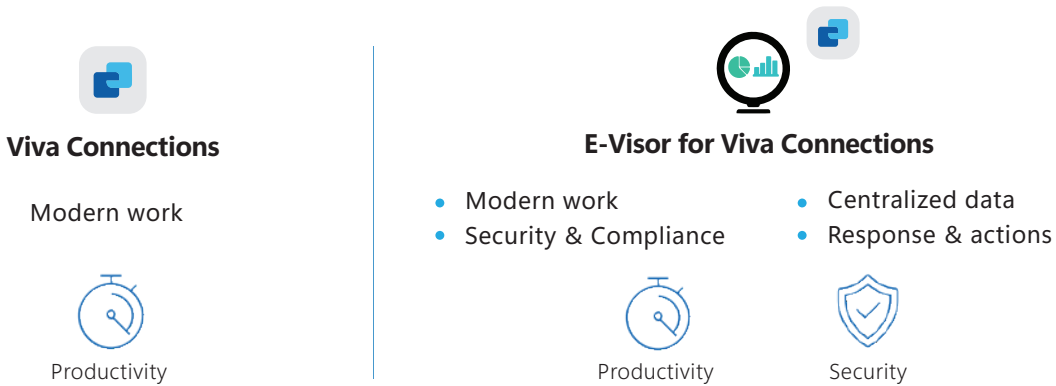 Viva Connections
Modern work
Productivity
E-Visor for Viva Connections
Modern work
Security & Compliance
Centralized data
Response & actions
Productivity
Security